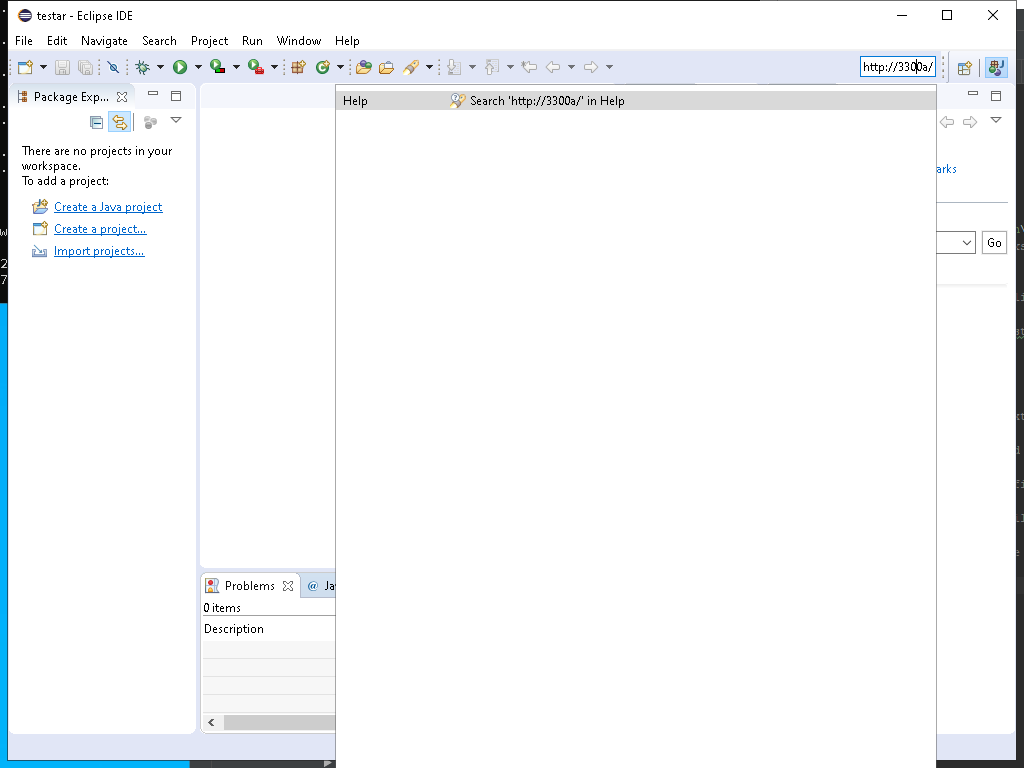 testar - Eclipse IDE
File Edit Navigate Search Project Run Window Help
http://3300a/
Package Exp...
Help Search 'http://3300a/' in Help
There are no projects in your
workspace.
To add a project:
arks
Create a Java project
Create a project...
Import projects...
Go
Problems @ Ja
0 items
Description